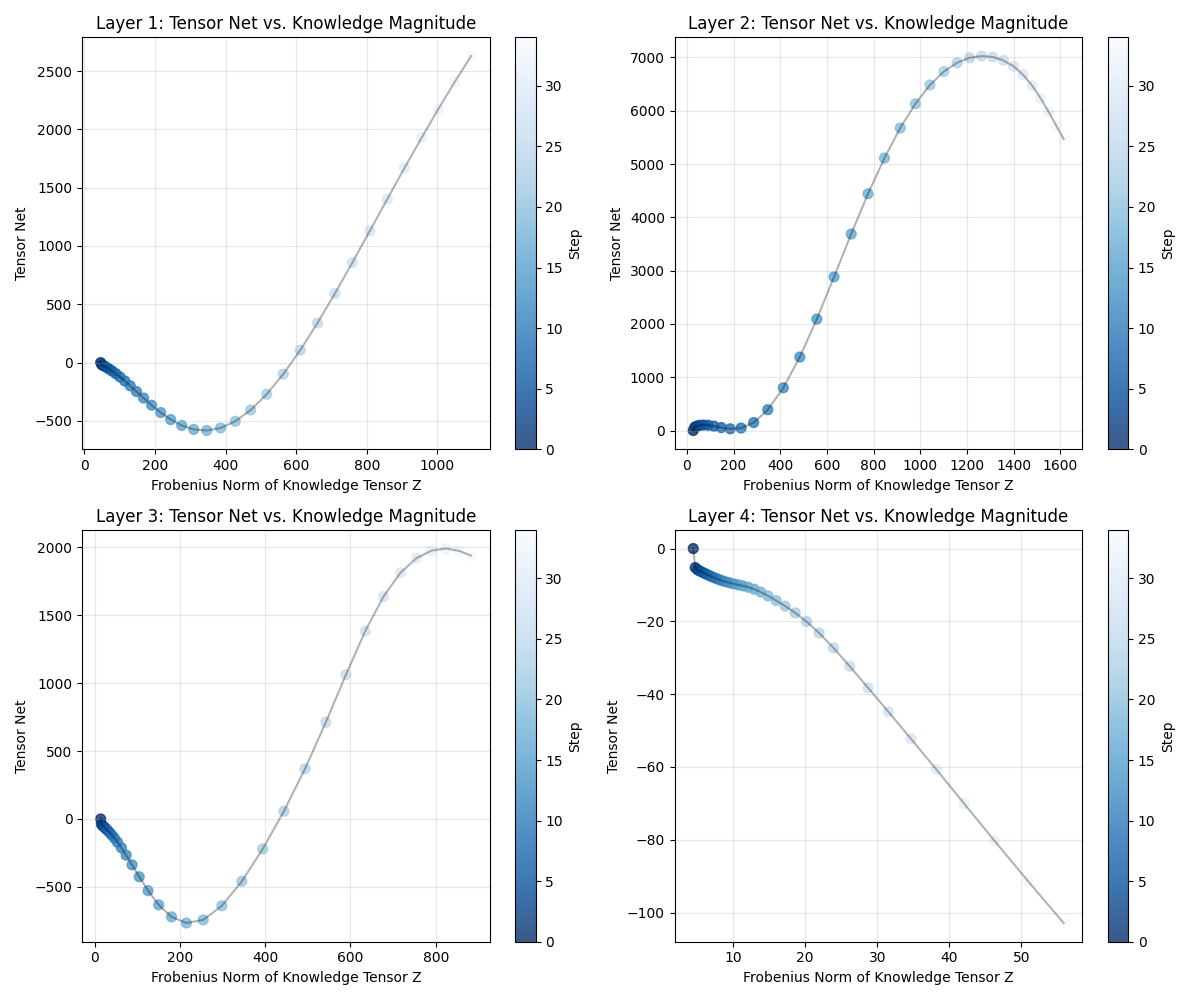 Layer 1: Tensor Net vs. Knowledge Magnitude
Tensor Net
2500
2000
1500
1000
500
0
−500
0 200 400 600 800 1000
Frobenius Norm of Knowledge Tensor Z
30
25
20
15
10
5
0
Step
Layer 2: Tensor Net vs. Knowledge Magnitude
Tensor Net
7000
6000
5000
4000
3000
2000
1000
0
0 200 400 600 800 1000 1200 1400 1600
Frobenius Norm of Knowledge Tensor Z
30
25
20
15
10
5
0
Step
Layer 3: Tensor Net vs. Knowledge Magnitude
Tensor Net
2000
1500
1000
500
0
−500
0 200 400 600 800
Frobenius Norm of Knowledge Tensor Z
30
25
20
15
10
5
0
Step
Layer 4: Tensor Net vs. Knowledge Magnitude
Tensor Net
0
−20
−40
−60
−80
−100
10 20 30 40 50
Frobenius Norm of Knowledge Tensor Z
30
25
20
15
10
5
0
Step